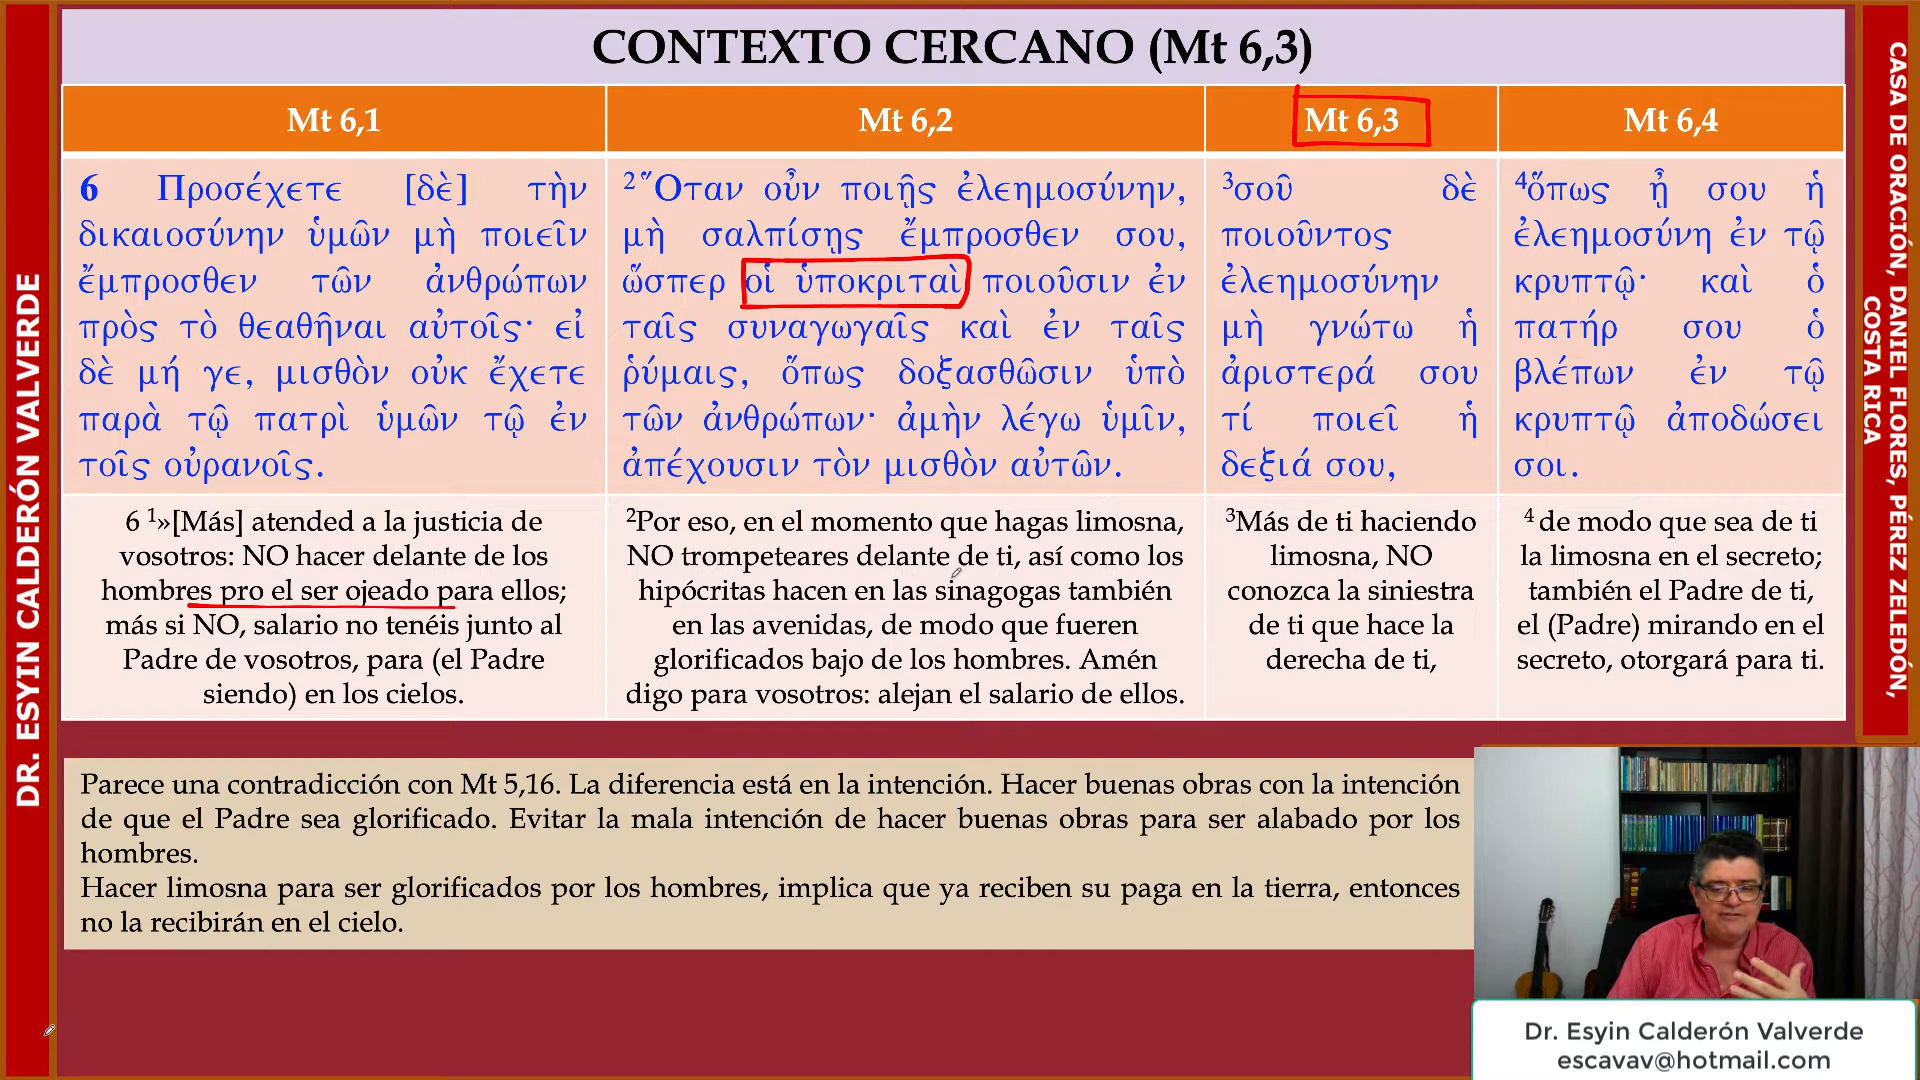 CONTEXTO CERCANO (Mt 6,3)
Mt 6,1
Mt 6,2
Mt 6,3
Mt 6,4
6 Προσέχετε [δὲ] τὴν
δικαιοσύνην ὑμῶν μὴ ποιεῖν
ἔμπροσθεν τῶν ἀνθρώπων
πρὸς τὸ θεαθῆναι αὐτοῖς· εἰ
δὲ μή γε, μισθὸν οὐκ ἔχετε
παρὰ τῷ πατρὶ ὑμῶν τῷ ἐν
τοῖς οὐρανοῖς.
2 Ὅταν οὖν ποιῇς ἐλεημοσύνην,
μὴ σαλπίσῃς ἔμπροσθεν σου,
ὥσπερ οἱ ὑποκριταὶ ποιοῦσιν ἐν
ταῖς συναγωγαῖς καὶ ἐν ταῖς
ῥύμαις, ὅπως δοξασθῶσιν ὑπὸ
τῶν ἀνθρώπων· ἀμὴν λέγω ὑμῖν,
ἀπέχουσιν τὸν μισθὸν αὐτῶν.
3σοῦ δὲ
ποιοῦντος
ἐλεημοσύνην
μὴ γνώτω ἡ
ἀριστερά σου
τί ποιεῖ ἡ
δεξιά σου,
4ὅπως ᾖ σου ἡ
ἐλεημοσύνη ἐν τῷ
κρυπτῷ· καὶ ὁ
πατήρ σου ὁ
βλέπων ἐν τῷ
κρυπτῷ ἀποδώσει
σοι.
6 1»[Más] atended a la justicia de
vosotros: NO hacer delante de los
hombres pro el ser ojeado para ellos;
más si NO, salario no tenéis junto al
Padre de vosotros, para (el Padre
siendo) en los cielos.
2Por eso, en el momento que hagas limosna,
NO trompeteares delante de ti, así como los
hipócritas hacen en las sinagogas también
en las avenidas, de modo que fueren
glorificados bajo de los hombres. Amén
digo para vosotros: alejan el salario de ellos.
3Más de ti haciendo
limosna, NO
conozca la siniestra
de ti que hace la
derecha de ti,
4 de modo que sea de ti
la limosna en el secreto;
también el Padre de ti,
el (Padre) mirando en el
secreto, otorgará para ti.
Parece una contradicción con Mt 5,16. La diferencia está en la intención. Hacer buenas obras con la intención
de que el Padre sea glorificado. Evitar la mala intención de hacer buenas obras para ser alabado por los
hombres.
Hacer limosna para ser glorificados por los hombres, implica que ya reciben su paga en la tierra, entonces
no la recibirán en el cielo.
DR. ESYIN CALDERÓN VALVERDE
CASA DE ORACIÓN, DANIEL FLORES, PÉREZ ZELEDÓN,
COSTA RICA
Dr. Esyin Calderón Valverde
escavav@hotmail.com